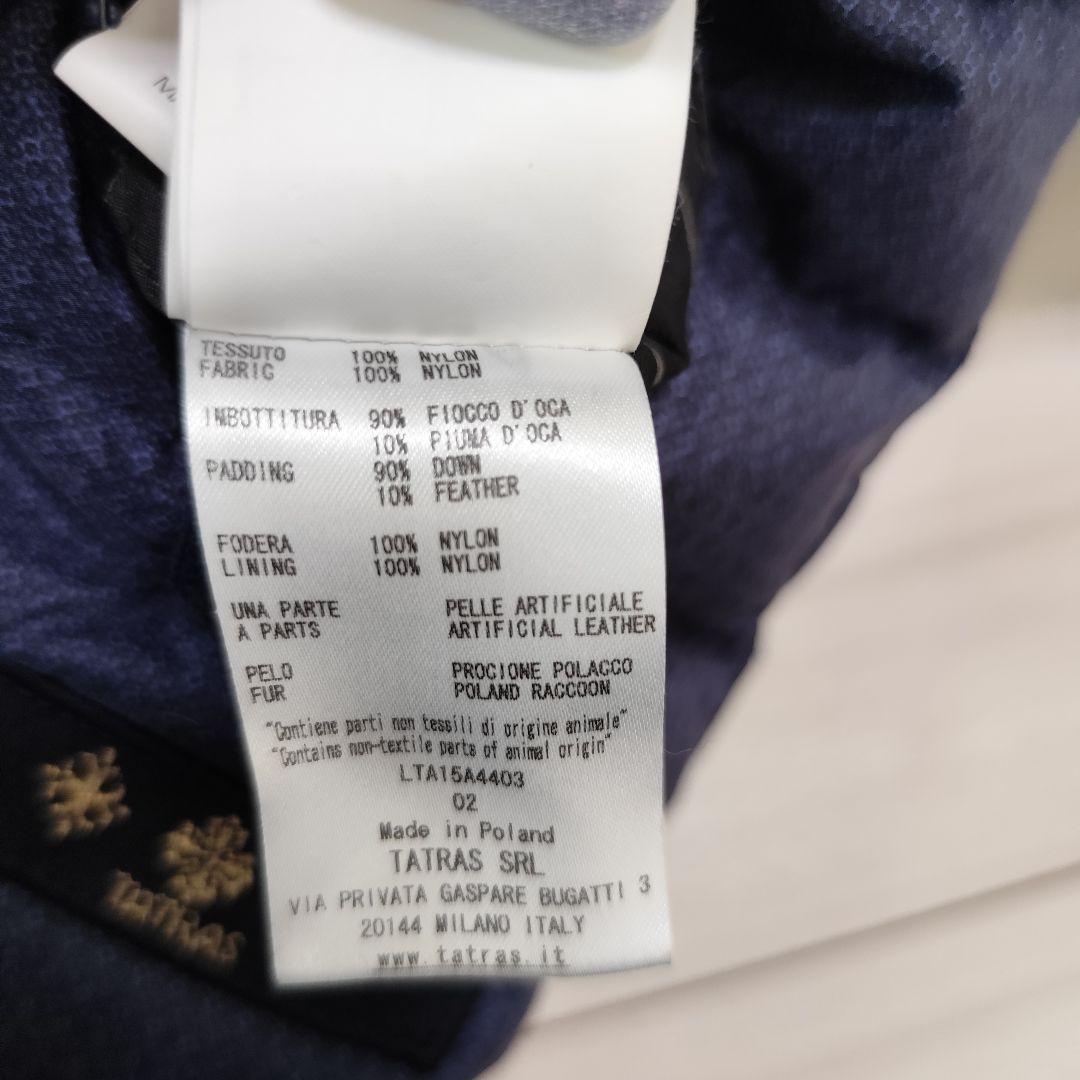 TESSUTO 100% NYLON
FABRIC 100% NYLON
IMBOTTITURA 90% FIOCCO D'OCA
10% PIUMA D'OCA
PADDING 90% DOWN
10% FEATHER
FODERA 100% NYLON
LINING 100% NYLON
UNA PARTE PELLE ARTIFICIALE
A PARTS ARTIFICIAL LEATHER
PELO PROCIONE POLACCO
FUR POLAND RACCOON
"Contiene parti non tessili di origine animale"
"Contains non-textile parts of animal origin"
LTA15A4403
02
Made in Poland
TATRAS SRL
VIA PRIVATA GASPARE BUGATTI 3
20144 MILANO ITALY
www.tatras.it
TATRAS